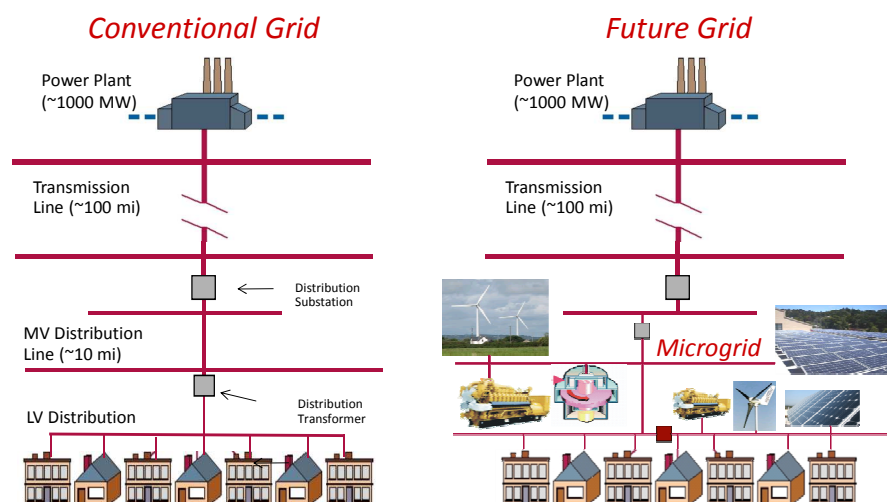 Conventional Grid
Power Plant
(~1000 MW)
Transmission
Line (~100 mi)
Distribution
Substation
MV Distribution
Line (~10 mi)
Distribution
Transformer
LV Distribution
Future Grid
Power Plant
(~1000 MW)
Transmission
Line (~100 mi)
Microgrid